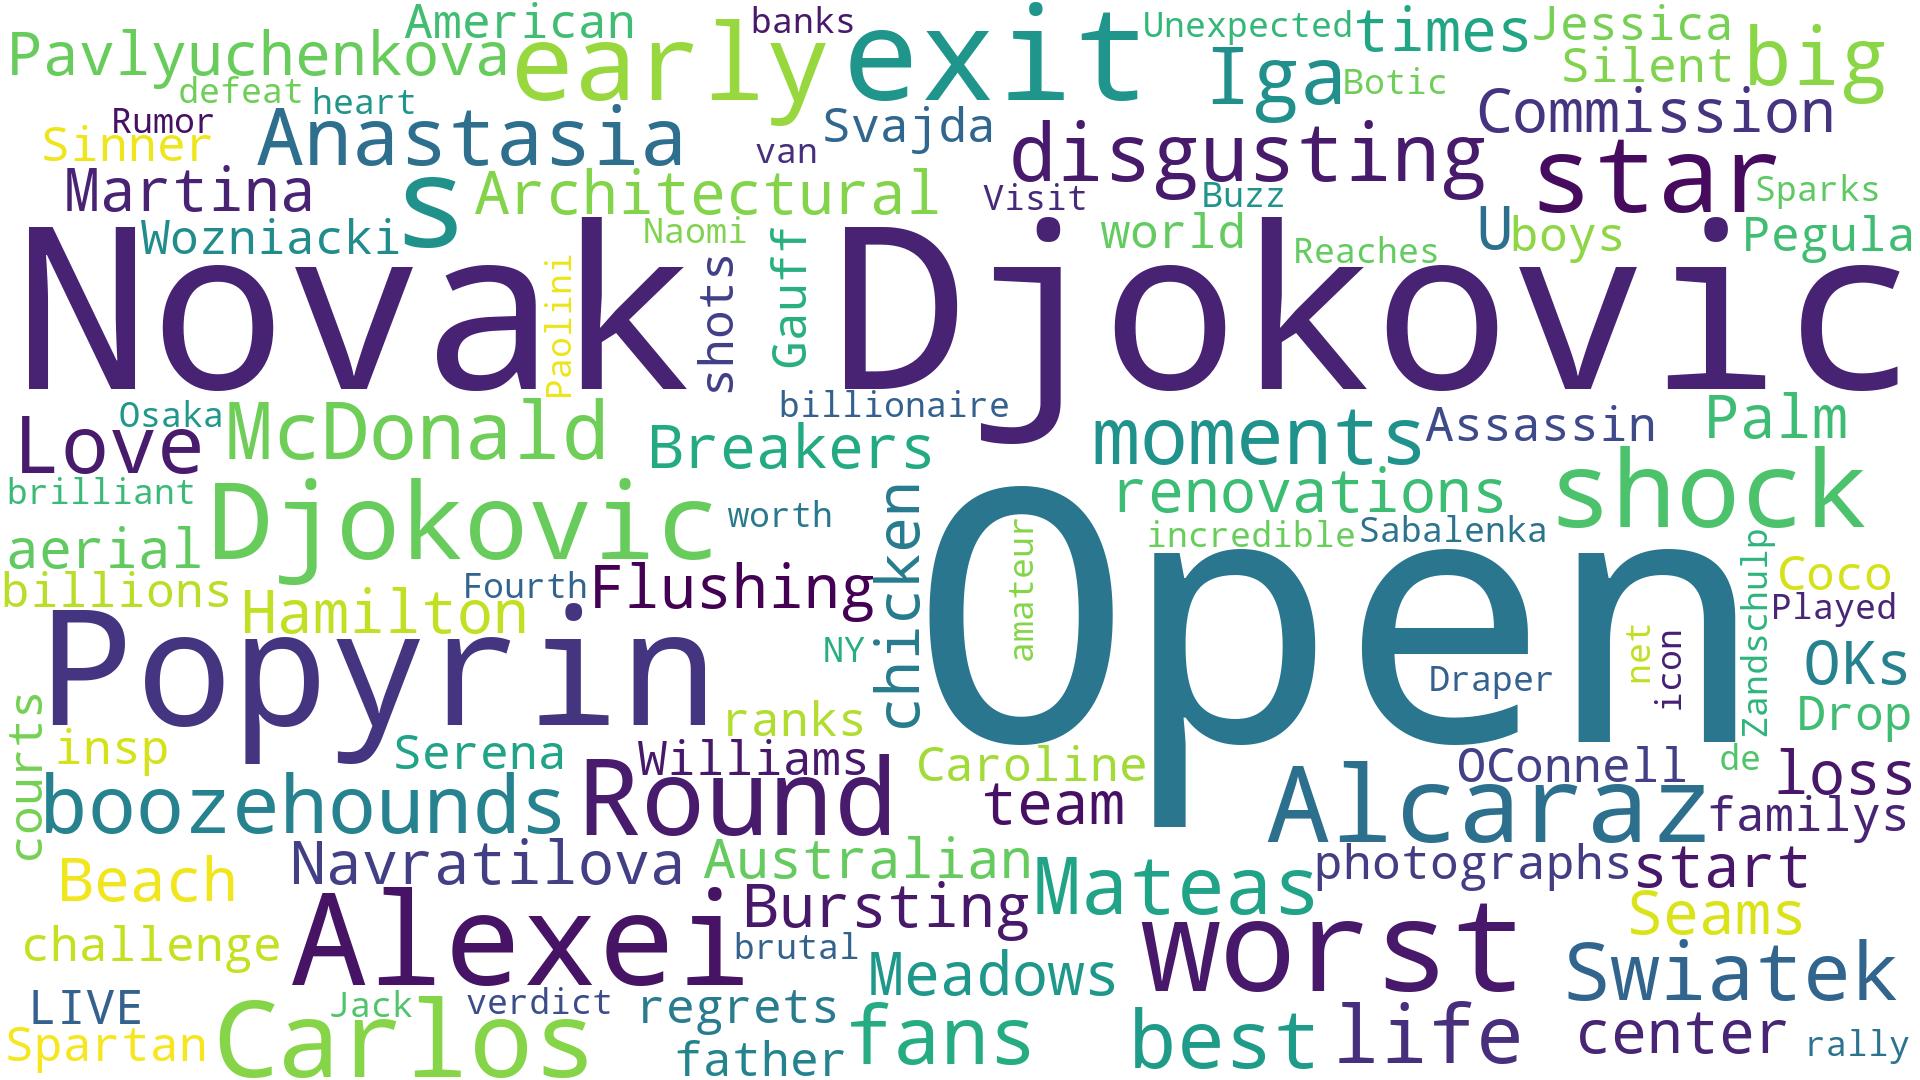 American
banks
Unexpected
times
Jessica
Pavlyuchenkova
early
exit
Iga
Botic
Silent
big
defeat
heart
Rumor
Sinner
Anastasia
Svajda
van
disgusting
Commission
star
Martina
s
Architectural
Visit
Buzz
Sparks
Wozniacki
Naomi
Gauff
world
Reaches
U
boys
Pegula
Novak Djokovic
Paolini
shots
billionaire
Osaka
Love
McDonald
Breakers
moments
Assassin
Palm
brilliant
Djokovic
worth
chicken
renovations
shock
aerial
incredible
Sabalenka
amateur
Open
Zandschulp
billions
Hamilton
Fourth
Flushing
Coco
Played
Popyrin
NY
Draper
net
icon
OKs
courts
insp
Serena
ranks
Drop
boozehounds
Round
Williams
Caroline
team
Alcaraz
OConnell
de
loss
familys
Beach
Navratilova
Australian
Mateas
photographs
start
challenge
Alexei
Bursting
brutal
worst
Seams
LIVE
Jack
verdict
regrets
Meadows
Swiatek
Spartan
Carlos
father
fans
best
life
center
rally